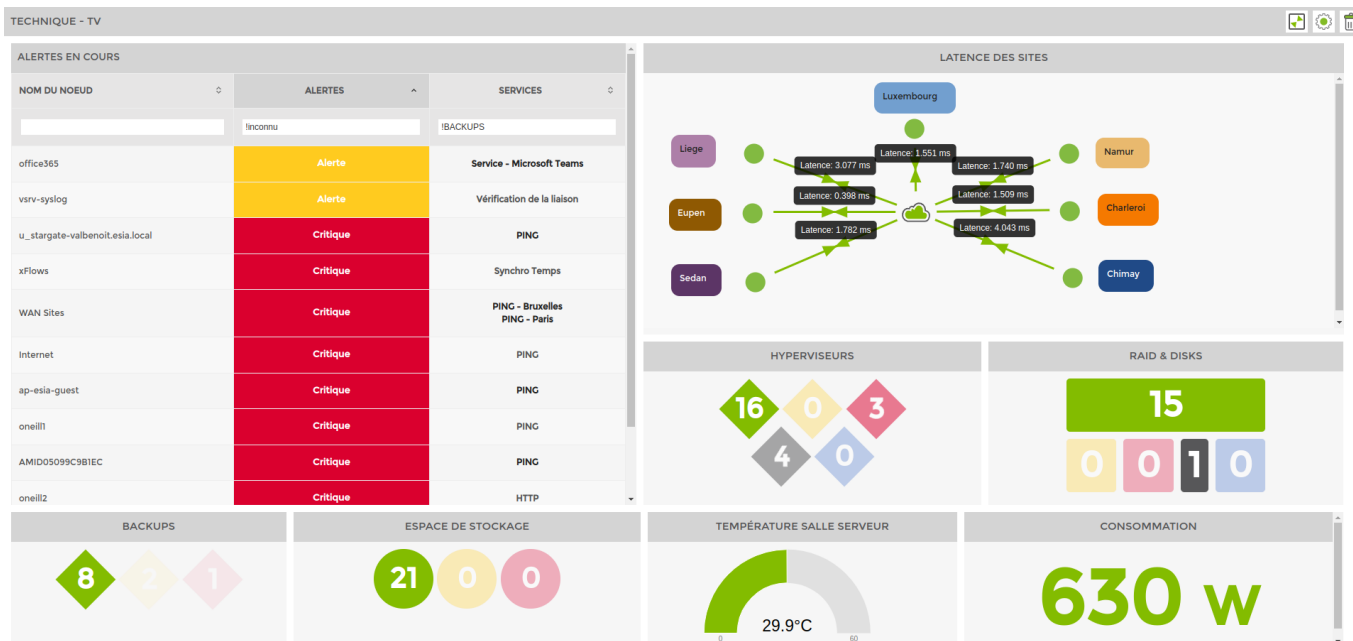 TECHNIQUE - TV
ALERTES EN COURS
NOM DU NOEUD ALERTES SERVICES
!inconnu !BACKUPS
office365 Alerte Service - Microsoft Teams
vsrv-syslog Alerte Vérification de la liaison
u_stargate-valbenoit.esia.local Critique PING
xFlows Critique Synchro Temps
WAN Sites Critique PING - Bruxelles
PING - Paris
Internet Critique PING
ap-esia-guest Critique PING
oneill1 Critique PING
AMID05099C9B1EC Critique PING
oneill2 Critique HTTP
LATENCE DES SITES
Luxembourg
Liege
Namur
Latence: 1.551 ms
Latence: 3.077 ms
Latence: 1.740 ms
Eupen
Latence: 0.398 ms
Latence: 1.509 ms
Charleroi
Latence: 1.782 ms
Latence: 4.043 ms
Sedan
Chimay
HYPERVISEURS
16 0 3
4 0
RAID & DISKS
15
0 0 1 0
BACKUPS
8 2 1
ESPACE DE STOCKAGE
21 0 0
TEMPÉRATURE SALLE SERVEUR
29.9°C
0 60
CONSOMMATION
630 w